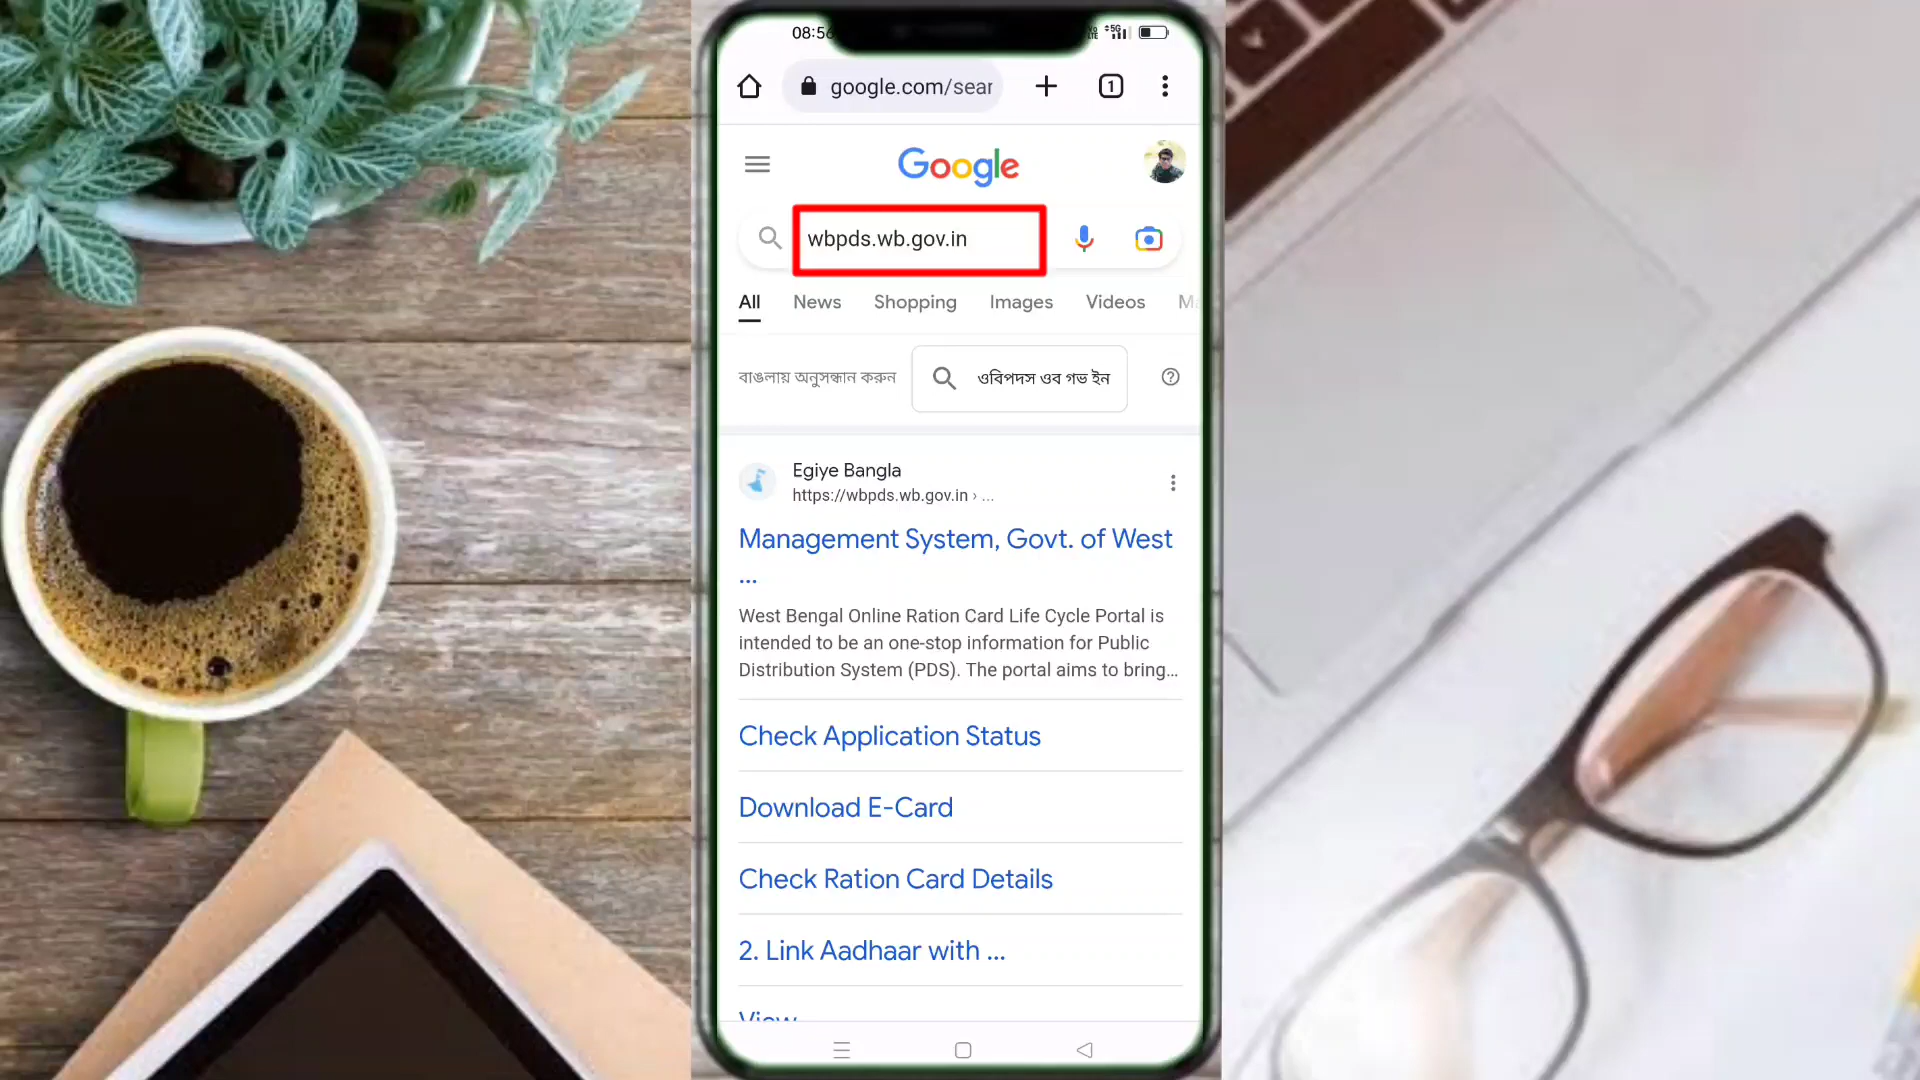 08:56
5G
google.com/sear
1
Google
wbpds.wb.gov.in
All News Shopping Images Videos
বাঙলায় অনুসন্ধান করুন ওবিপদস ওব গভ ইন
Egiye Bangla
https://wbpds.wb.gov.in › ...
Management System, Govt. of West
...
West Bengal Online Ration Card Life Cycle Portal is
intended to be an one-stop information for Public
Distribution System (PDS). The portal aims to bring...
Check Application Status
Download E-Card
Check Ration Card Details
2. Link Aadhaar with ...
View